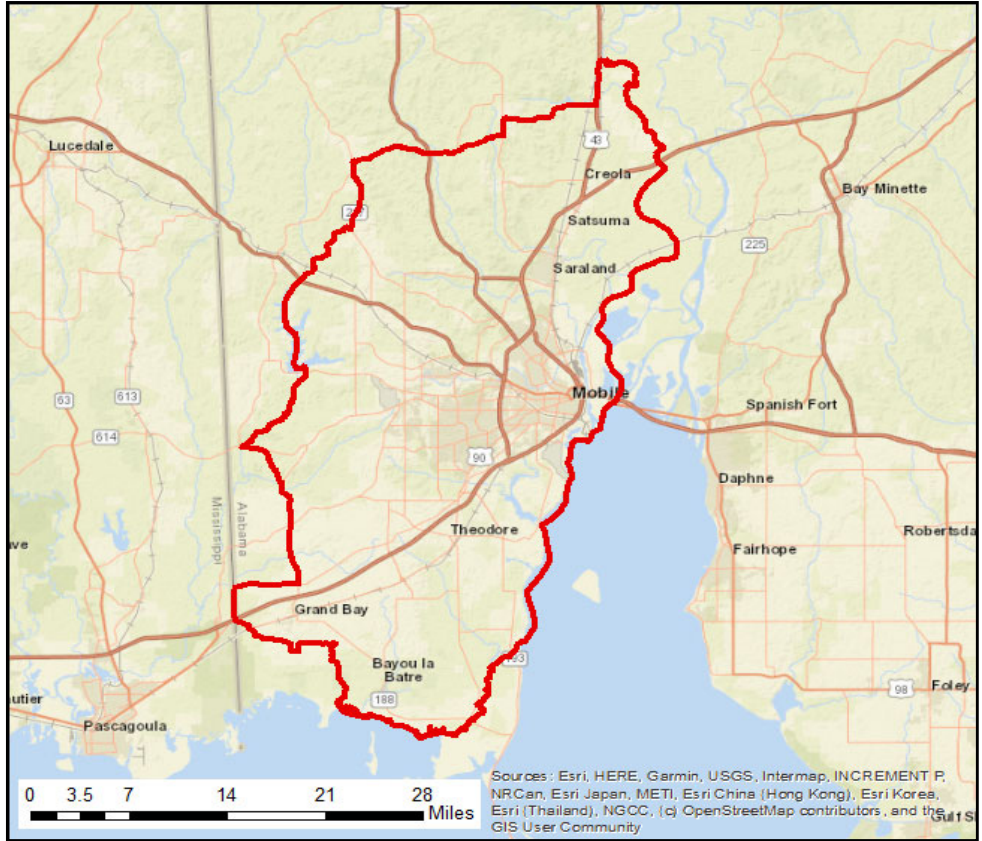 Lucedale
43
Creola
Bay Minette
Satsuma
225
Saraland
63
613
Mobile
Spanish Fort
614
90
Daphne
Mississippi
Alabama
Theodore
Robertsda
ave
Fairhope
Grand Bay
Bayou la
Batre
193
188
98
Foley
utier
Pascagoula
Sources: Esri, HERE, Garmin, USGS, Intermap, INCREMENT P,
NRCan, Esri Japan, METI, Esri China (Hong Kong), Esri Korea,
Esri (Thailand), NGCC, (c) OpenStreetMap contributors, and the
GIS User Community
Gulf S
0 3.5 7 14 21 28
Miles